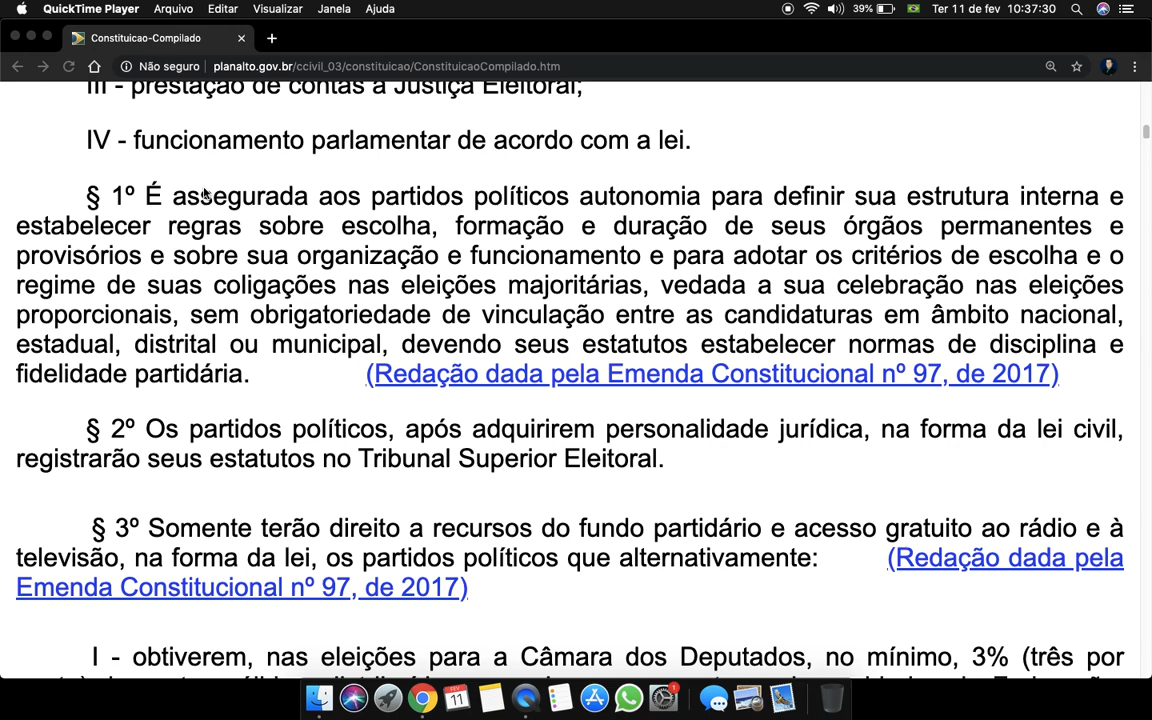 QuickTime Player Arquivo Editar Visualizar Janela Ajuda 39% Ter 11 de fev 10:37:30
Constituicao-Compilado
Não seguro planalto.gov.br/ccivil_03/constituicao/ConstituicaoCompilado.htm
III - prestação de contas à Justiça Eleitoral;
IV - funcionamento parlamentar de acordo com a lei.
§ 1º É assegurada aos partidos políticos autonomia para definir sua estrutura interna e
estabelecer regras sobre escolha, formação e duração de seus órgãos permanentes e
provisórios e sobre sua organização e funcionamento e para adotar os critérios de escolha e o
regime de suas coligações nas eleições majoritárias, vedada a sua celebração nas eleições
proporcionais, sem obrigatoriedade de vinculação entre as candidaturas em âmbito nacional,
estadual, distrital ou municipal, devendo seus estatutos estabelecer normas de disciplina e
fidelidade partidária. (Redação dada pela Emenda Constitucional nº 97, de 2017)
§ 2º Os partidos políticos, após adquirirem personalidade jurídica, na forma da lei civil,
registrarão seus estatutos no Tribunal Superior Eleitoral.
§ 3º Somente terão direito a recursos do fundo partidário e acesso gratuito ao rádio e à
televisão, na forma da lei, os partidos políticos que alternativamente: (Redação dada pela
Emenda Constitucional nº 97, de 2017)
I - obtiverem, nas eleições para a Câmara dos Deputados, no mínimo, 3% (três por
FEV
11
1